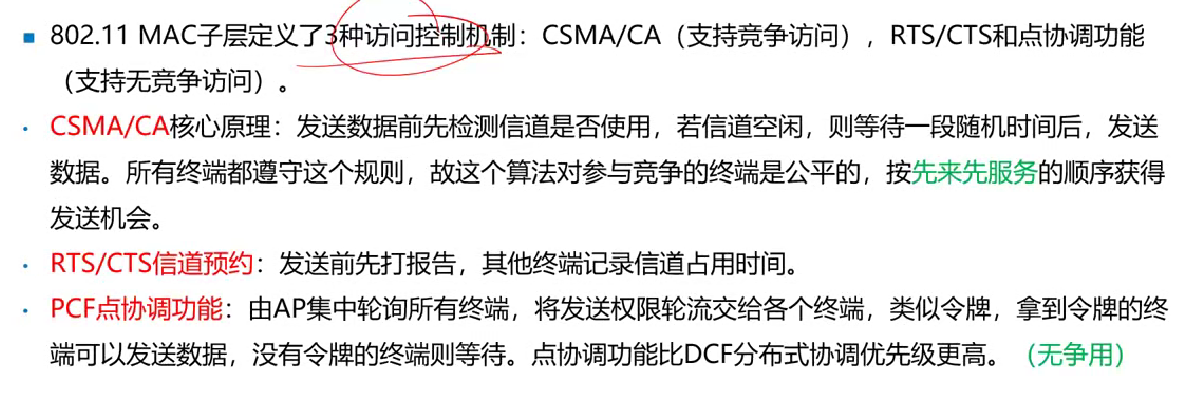 802.11 MAC子层定义了3种访问控制机制：CSMA/CA（支持竞争访问），RTS/CTS和点协调功能
（支持无竞争访问）。
CSMA/CA核心原理：发送数据前先检测信道是否使用，若信道空闲，则等待一段随机时间后，发送
数据。所有终端都遵守这个规则，故这个算法对参与竞争的终端是公平的，按先来先服务的顺序获得
发送机会。
RTS/CTS信道预约：发送前先打报告，其他终端记录信道占用时间。
PCF点协调功能：由AP集中轮询所有终端，将发送权限轮流交给各个终端，类似令牌，拿到令牌的终
端可以发送数据，没有令牌的终端则等待。点协调功能比DCF分布式协调优先级更高。（无争用）